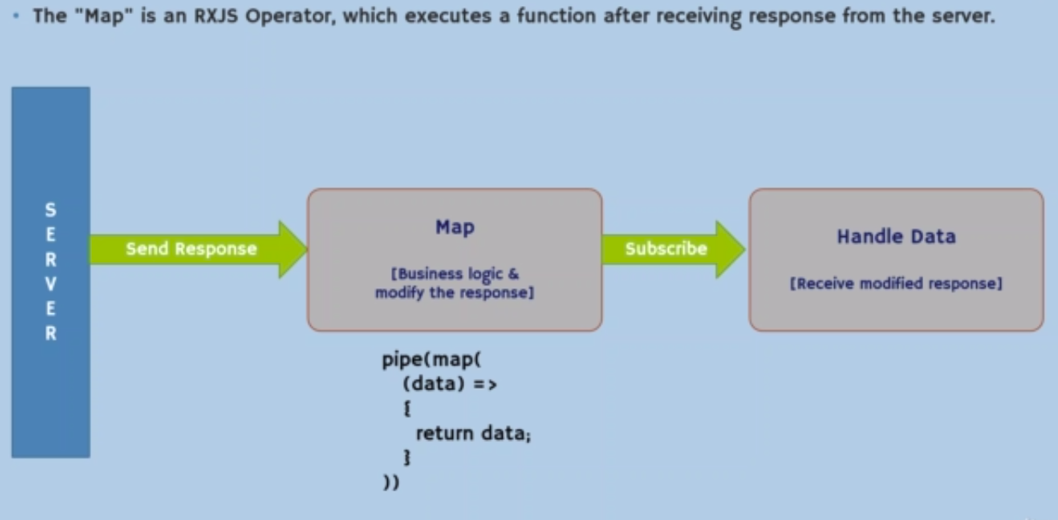 • The "Map" is an RXJS Operator, which executes a function after receiving response from the server.
S
E
R
V
E
R
Send Response
Map
[Business logic &
modify the response]
Subscribe
Handle Data
[Receive modified response]
pipe(map(
(data) =>
{
return data;
}
))